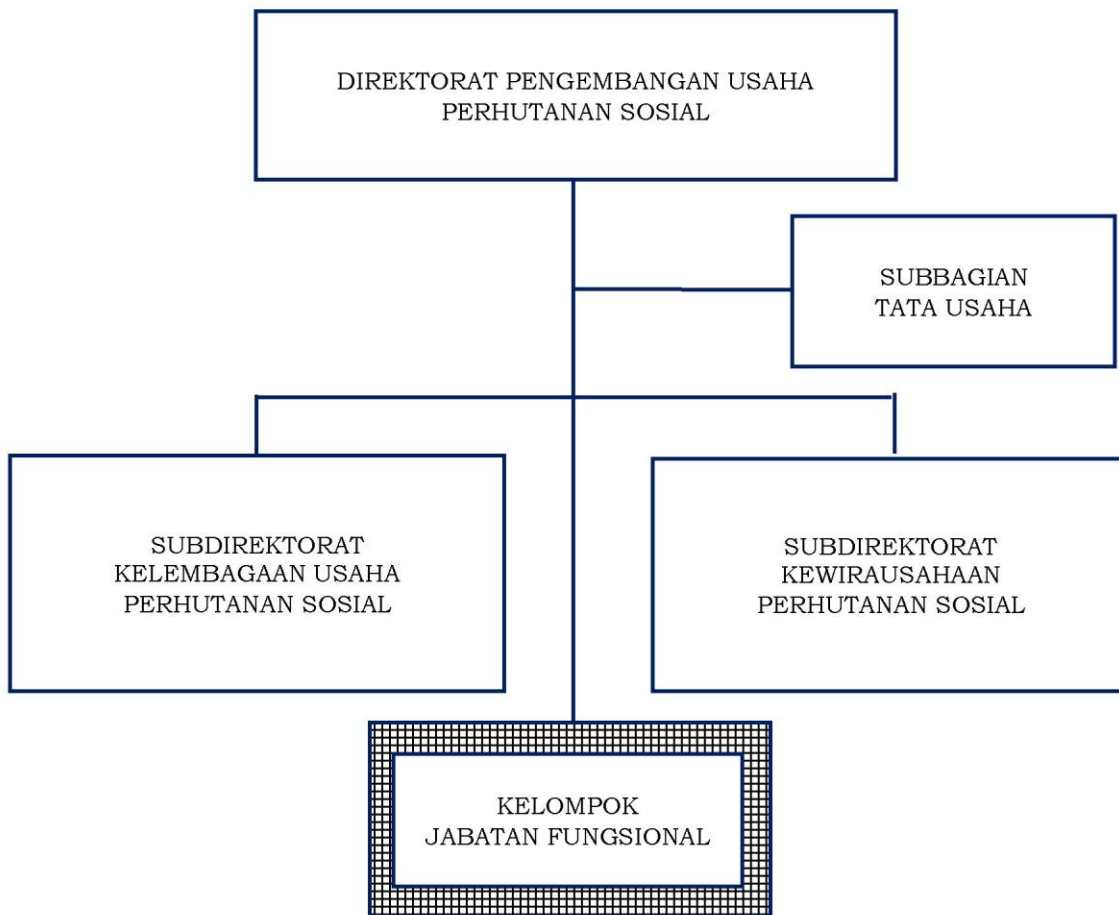 DIREKTORAT PENGEMBANGAN USAHA
PERHUTANAN SOSIAL
SUBBAGIAN
TATA USAHA
SUBDIREKTORAT
KELEMBAGAAN USAHA
PERHUTANAN SOSIAL
SUBDIREKTORAT
KEWIRAUSAHAAN
PERHUTANAN SOSIAL
KELOMPOK
JABATAN FUNGSIONAL